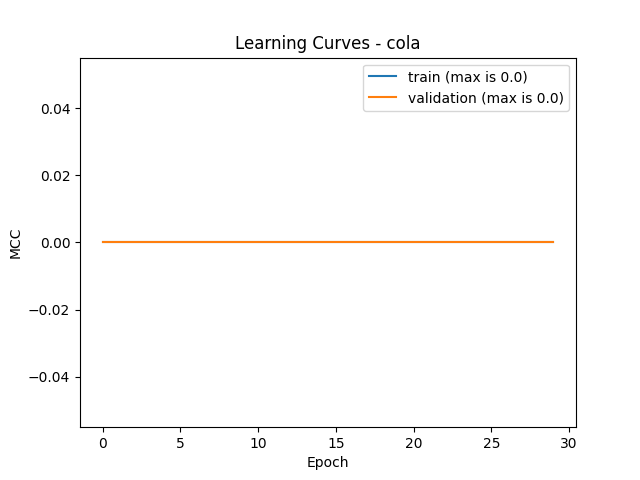 Learning Curves - cola
train (max is 0.0)
validation (max is 0.0)
0.04
0.02
0.00
−0.02
−0.04
MCC
0 5 10 15 20 25 30
Epoch